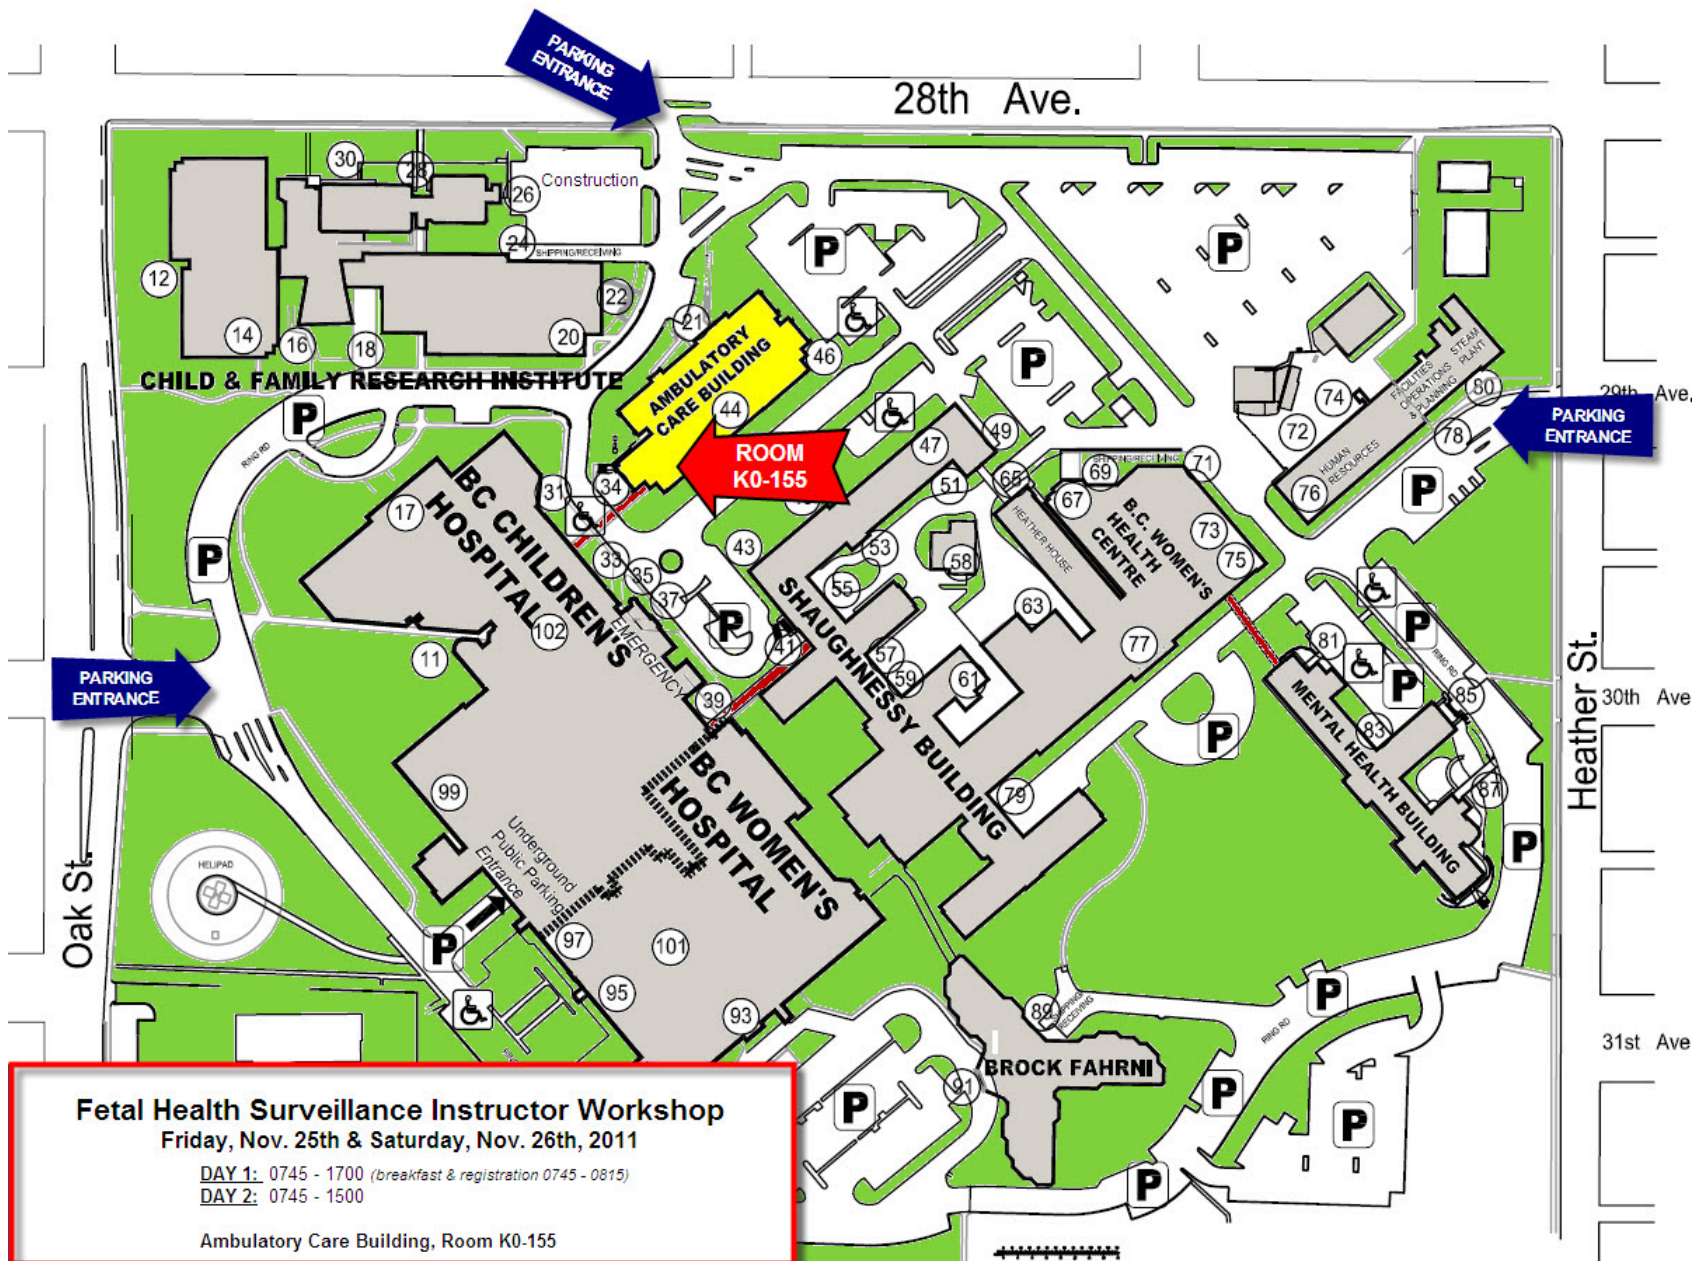 PARKING
ENTRANCE
28th Ave.
30
28
26
Construction
24
SHIPPING/RECEIVING
12
14
16
18
20
22
21
CHILD & FAMILY RESEARCH INSTITUTE
P
RING RD
AMBULATORY
CARE BUILDING
44
46
P
P
P
ROOM
K0-155
47
49
51
65
SHIPPING/RECEIVING
69
67
71
73
75
B.C. WOMEN'S
HEALTH
CENTRE
HEATHER HOUSE
72
74
76
HUMAN
RESOURCES
FACILITIES
OPERATIONS
& PLANNING
STEAM
PLANT
80
78
29th Ave.
PARKING
ENTRANCE
P
17
BC CHILDREN'S
HOSPITAL
31
34
33
35
37
43
53
55
58
57
59
61
63
77
79
SHAUGHNESSY BUILDING
P
P
11
102
EMERGENCY
39
41
PARKING
ENTRANCE
81
P
P
RING RD
85
83
87
MENTAL HEALTH BUILDING
Heather St.
30th Ave
P
P
99
BC WOMEN'S
HOSPITAL
Underground
Public Parking
Entrance
HELIPAD
Oak St.
P
97
101
95
93
89
SHIPPING
RECEIVING
BROCK FAHRNI
91
RING RD
P
31st Ave
P
P
P
P
Fetal Health Surveillance Instructor Workshop
Friday, Nov. 25th & Saturday, Nov. 26th, 2011
DAY 1: 0745 - 1700 (breakfast & registration 0745 - 0815)
DAY 2: 0745 - 1500
Ambulatory Care Building, Room K0-155